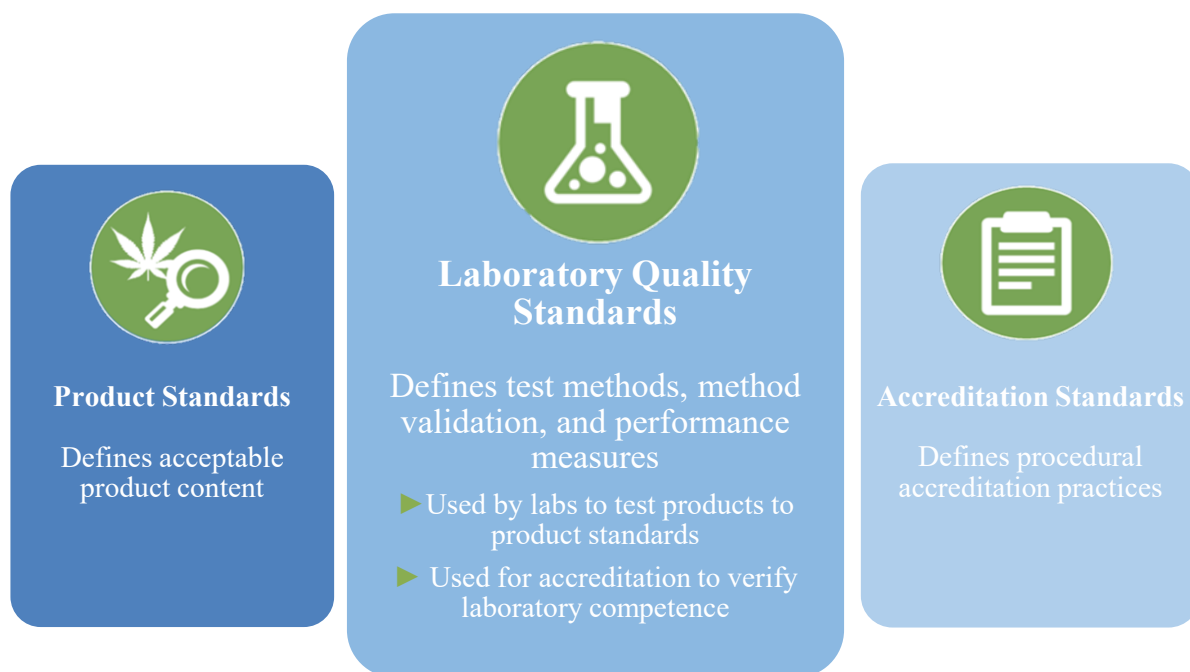 Product Standards
Defines acceptable
product content
Laboratory Quality
Standards
Defines test methods, method
validation, and performance
measures
►Used by labs to test products to
product standards
► Used for accreditation to verify
laboratory competence
Accreditation Standards
Defines procedural
accreditation practices